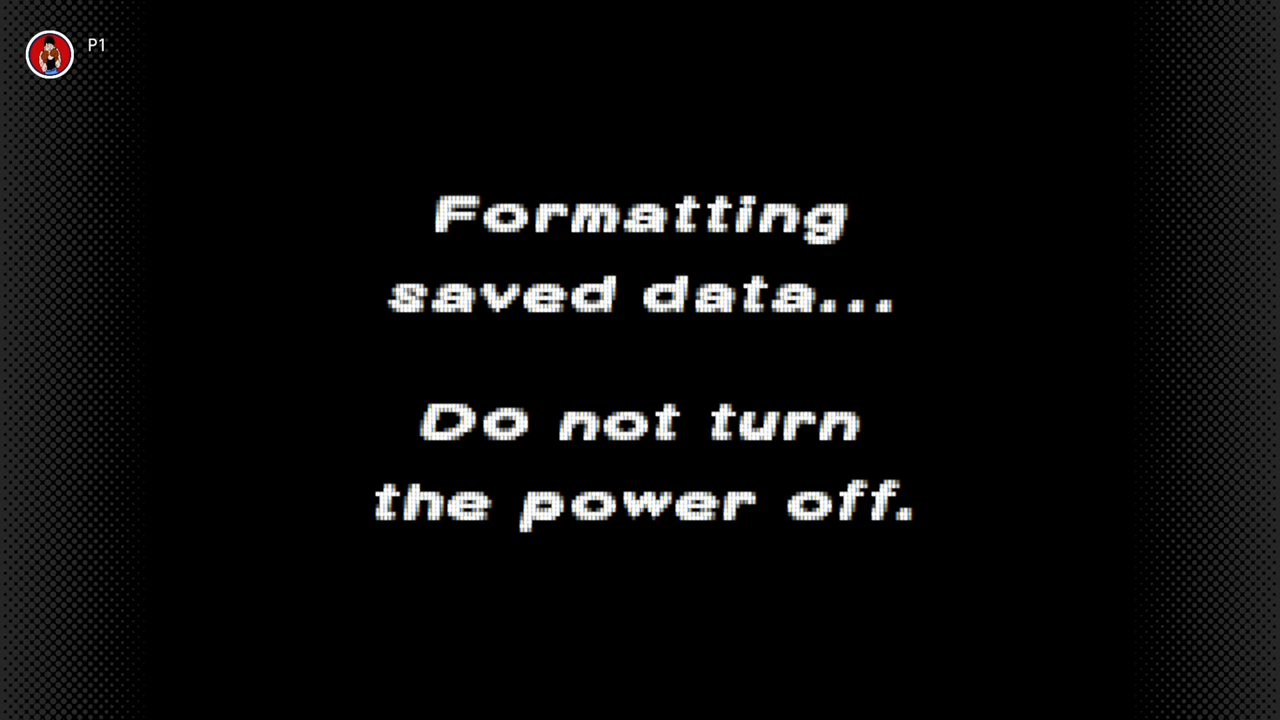 P1
Formatting
saved data...
Do not turn
the power off.